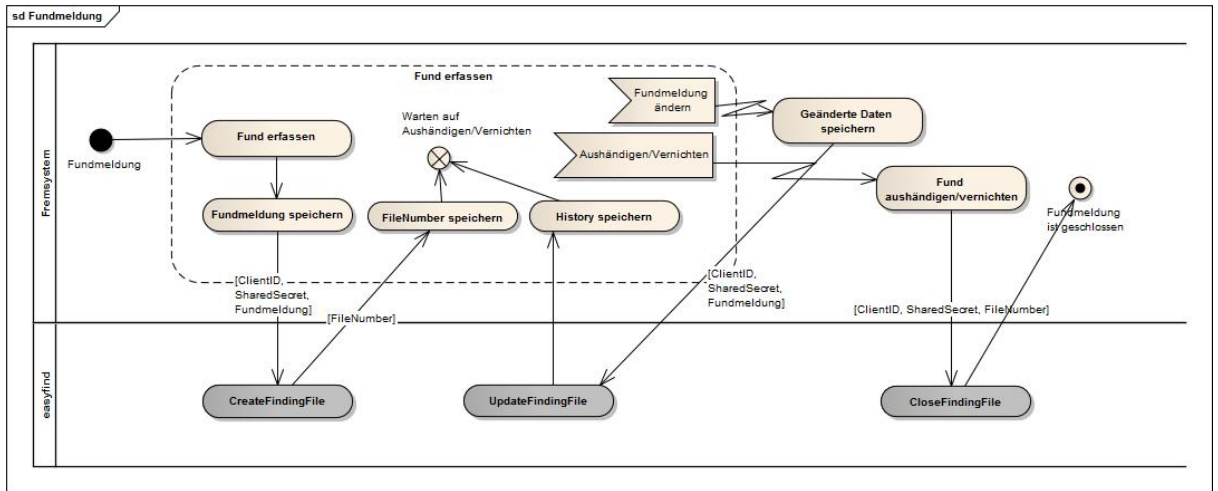 sd Fundmeldung
Fremsystem
Fund erfassen
Fundmeldung
Fund erfassen
Fundmeldung speichern
Warten auf
Aushändigen/Vernichten
FileNumber speichern
History speichern
Fundmeldung
ändern
Aushändigen/Vernichten
Geänderte Daten
speichern
Fund
aushändigen/vernichten
Fundmeldung
ist geschlossen
[ClientID,
SharedSecret,
Fundmeldung]
[FileNumber]
[ClientID,
SharedSecret,
Fundmeldung]
[ClientID, SharedSecret, FileNumber]
easyfind
CreateFindingFile
UpdateFindingFile
CloseFindingFile